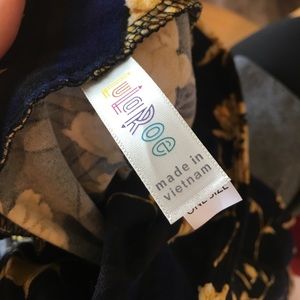 LuLaRoe
made in
vietnam
ONE SIZE